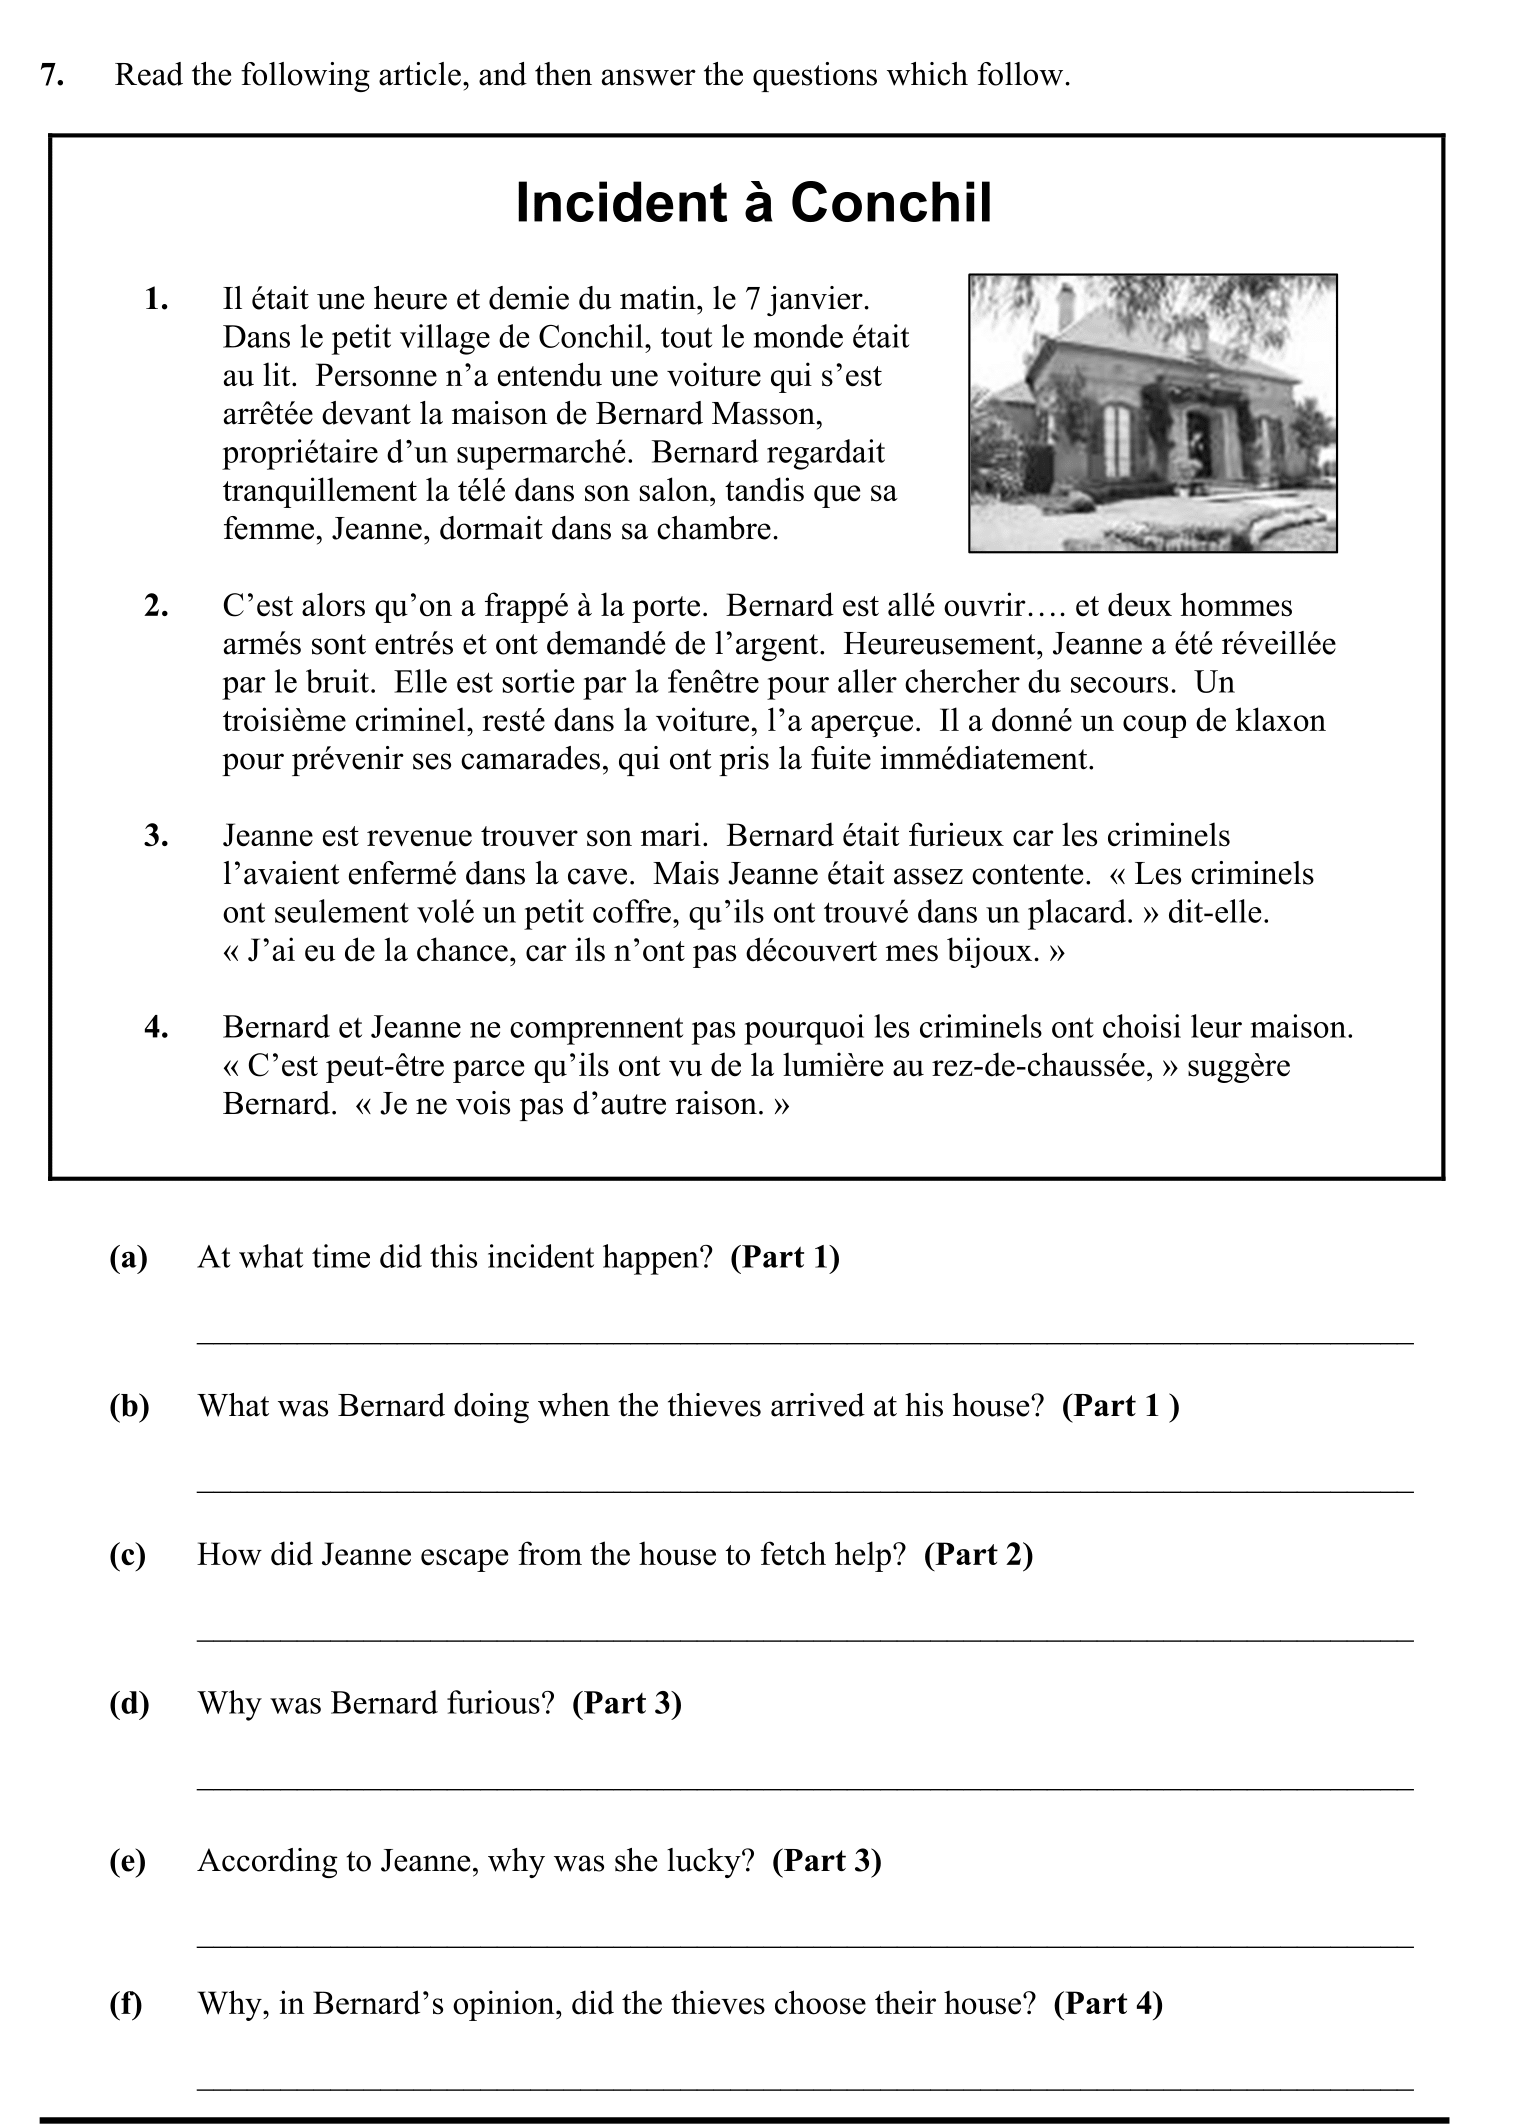 7. Read the following article, and then answer the questions which follow.
Incident à Conchil
1. Il était une heure et demie du matin, le 7 janvier.
Dans le petit village de Conchil, tout le monde était
au lit. Personne n’a entendu une voiture qui s’est
arrêtée devant la maison de Bernard Masson,
propriétaire d’un supermarché. Bernard regardait
tranquillement la télé dans son salon, tandis que sa
femme, Jeanne, dormait dans sa chambre.
2. C’est alors qu’on a frappé à la porte. Bernard est allé ouvrir…. et deux hommes
armés sont entrés et ont demandé de l’argent. Heureusement, Jeanne a été réveillée
par le bruit. Elle est sortie par la fenêtre pour aller chercher du secours. Un
troisième criminel, resté dans la voiture, l’a aperçue. Il a donné un coup de klaxon
pour prévenir ses camarades, qui ont pris la fuite immédiatement.
3. Jeanne est revenue trouver son mari. Bernard était furieux car les criminels
l’avaient enfermé dans la cave. Mais Jeanne était assez contente. « Les criminels
ont seulement volé un petit coffre, qu’ils ont trouvé dans un placard. » dit-elle.
« J’ai eu de la chance, car ils n’ont pas découvert mes bijoux. »
4. Bernard et Jeanne ne comprennent pas pourquoi les criminels ont choisi leur maison.
« C’est peut-être parce qu’ils ont vu de la lumière au rez-de-chaussée, » suggère
Bernard. « Je ne vois pas d’autre raison. »
(a) At what time did this incident happen? (Part 1)
(b) What was Bernard doing when the thieves arrived at his house? (Part 1 )
(c) How did Jeanne escape from the house to fetch help? (Part 2)
(d) Why was Bernard furious? (Part 3)
(e) According to Jeanne, why was she lucky? (Part 3)
(f) Why, in Bernard’s opinion, did the thieves choose their house? (Part 4)